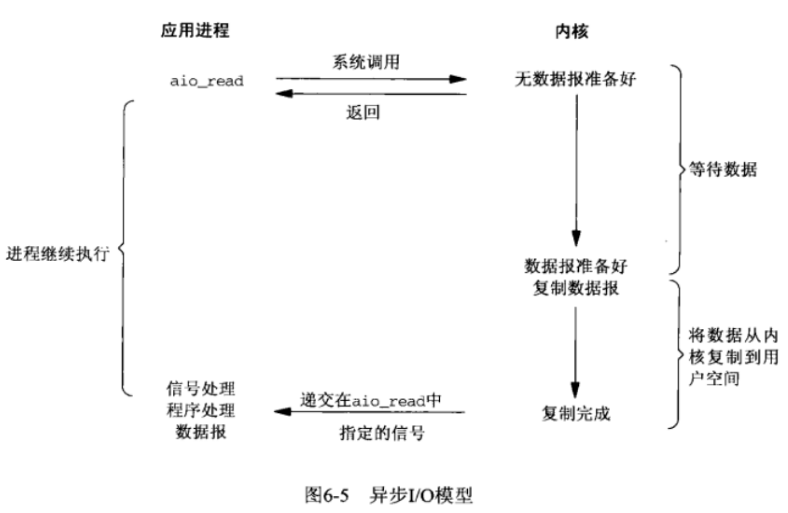 应用进程
内核
系统调用
aio_read
无数据报准备好
返回
等待数据
进程继续执行
数据报准备好
复制数据报
将数据从内
核复制到用
户空间
信号处理
程序处理
数据报
递交在aio_read中
指定的信号
复制完成
图6-5 异步I/O模型